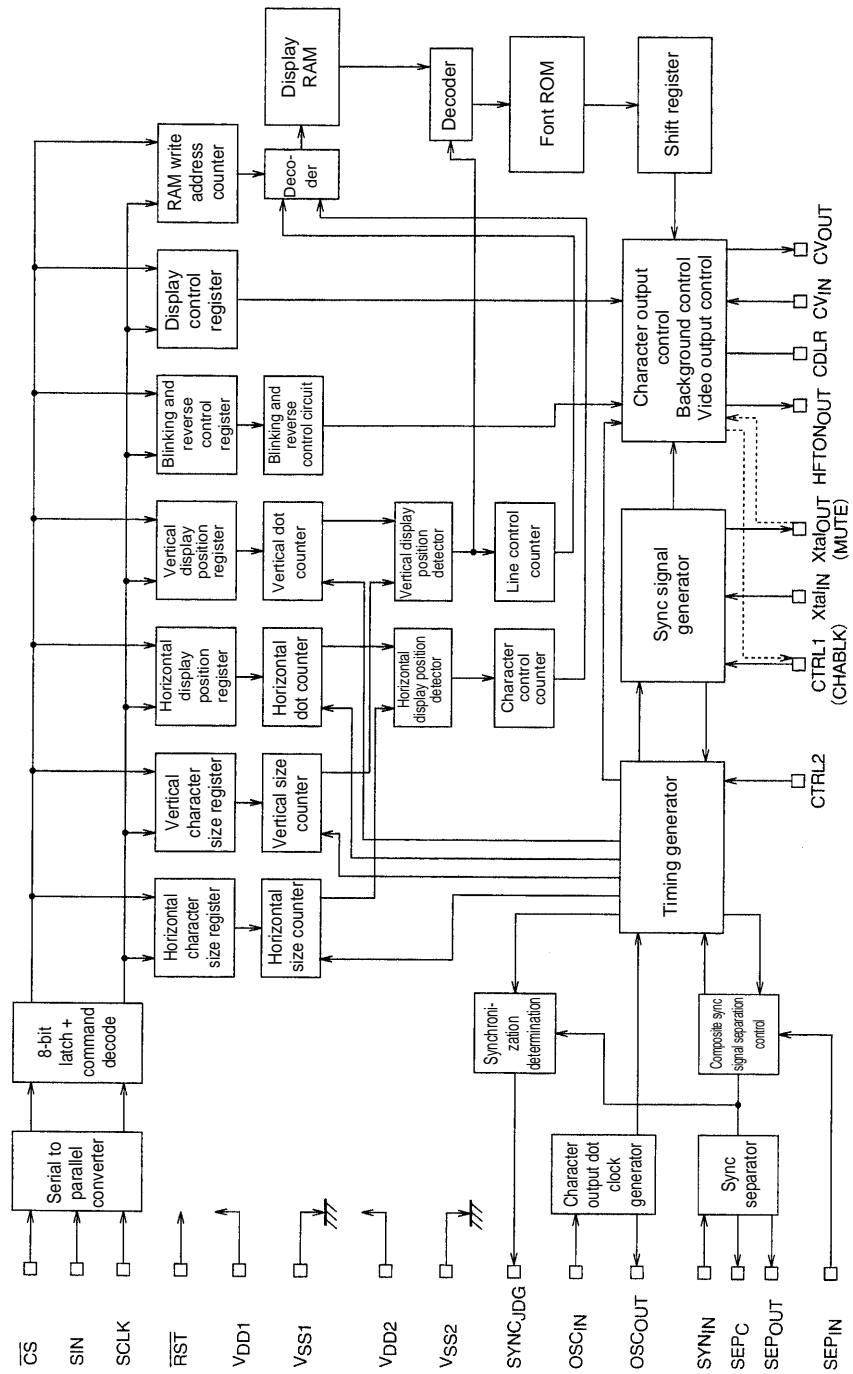 CS
SIN
SCLK
RST
VDD1
VSS1
VDD2
VSS2
SYNCJDG
OSCIN
OSCOUT
SYNIN
SEPC
SEPOUT
SEPIN
Serial to
parallel
converter
8-bit
latch +
command
decode
Horizontal
character
size register
Vertical
character
size register
Horizontal
display
position
register
Vertical
display
position
register
Blinking and
reverse
control
register
Display
control
register
RAM write
address
counter
Horizontal
size counter
Vertical size
counter
Horizontal
dot counter
Vertical dot
counter
Blinking and
reverse
control circuit
Deco-
der
Display
RAM
Horizontal
display position
detector
Vertical display
position
detector
Decoder
Character
control
counter
Line control
counter
Font ROM
Shift register
Synchroni-
zation
determination
Character
output dot
clock
generator
Sync
separator
Composite sync
signal separation
control
Timing generator
Sync signal
generator
Character output
control
Background control
Video output control
CTRL2
CTRL1
(CHABLK)
XtalIN
XtalOUT
(MUTE)
HFTONOUT
CDLR
CVIN
CVOUT